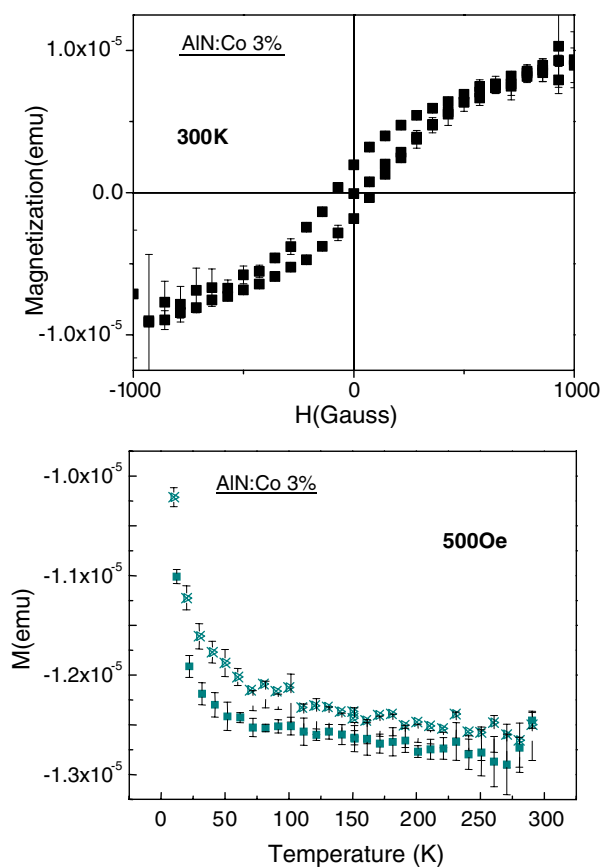 AlN:Co 3%
300K
1.0x10⁻⁵
0.0
-1.0x10⁻⁵
Magnetization(emu)
-1000
0
1000
H(Gauss)
AlN:Co 3%
500Oe
-1.0x10⁻⁵
-1.1x10⁻⁵
-1.2x10⁻⁵
-1.3x10⁻⁵
M(emu)
0
50
100
150
200
250
300
Temperature (K)